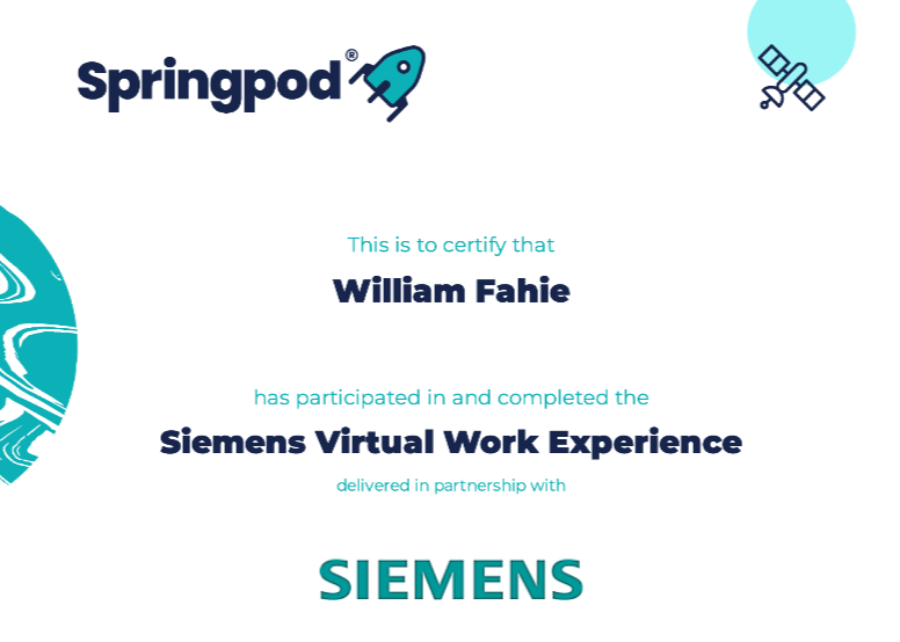 Springpod®
This is to certify that
William Fahie
has participated in and completed the
Siemens Virtual Work Experience
delivered in partnership with
SIEMENS